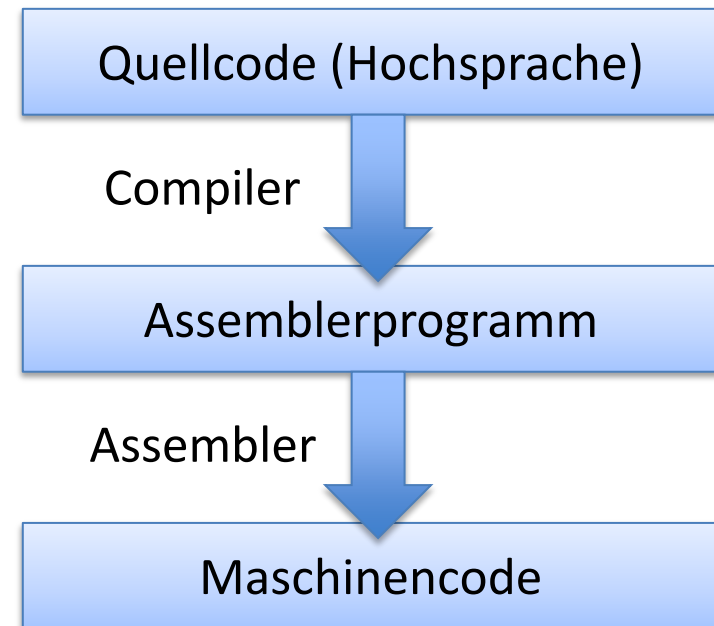 Quellcode (Hochsprache)
Compiler
Assemblerprogramm
Assembler
Maschinencode